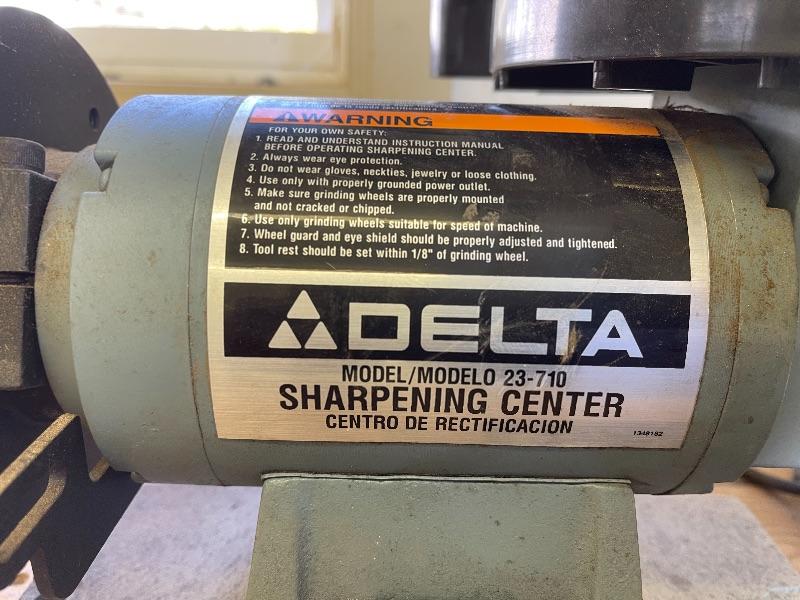 WARNING
FOR YOUR OWN SAFETY:
1. READ AND UNDERSTAND INSTRUCTION MANUAL
BEFORE OPERATING SHARPENING CENTER.
2. Always wear eye protection.
3. Do not wear gloves, neckties, jewelry or loose clothing.
4. Use only with properly grounded power outlet.
5. Make sure grinding wheels are properly mounted
and not cracked or chipped.
6. Use only grinding wheels suitable for speed of machine.
7. Wheel guard and eye shield should be properly adjusted and tightened.
8. Tool rest should be set within 1/8" of grinding wheel.
DELTA
MODEL/MODELO 23-710
SHARPENING CENTER
CENTRO DE RECTIFICACION
1348182